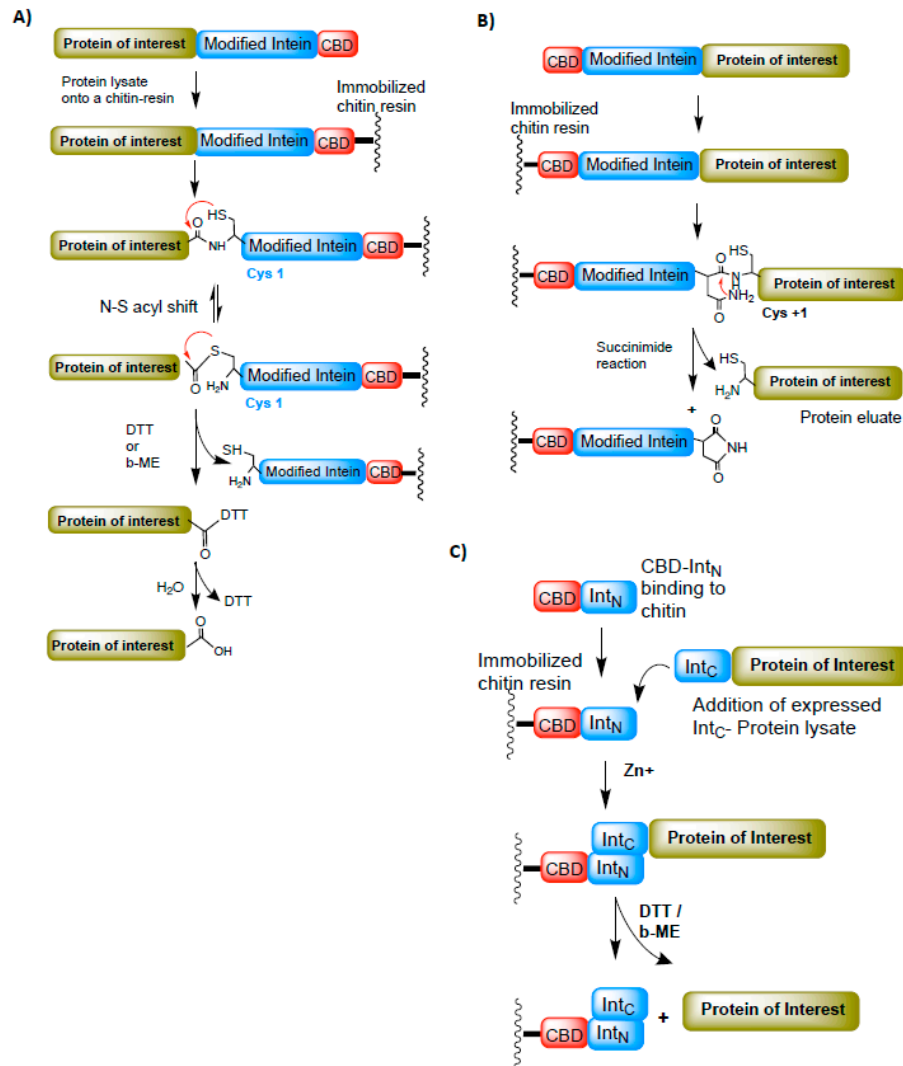 A)
Protein of interest Modified Intein CBD
Protein lysate
onto a chitin-resin
Immobilized
chitin resin
Protein of interest Modified Intein CBD
HS
O
NH
Protein of interest Modified Intein CBD
Cys 1
N-S acyl shift
S
Protein of interest Modified Intein CBD
O
H2N
Cys 1
DTT
or
b-ME
SH
H2N
Modified Intein CBD
Protein of interest
DTT
O
H2O
DTT
Protein of interest
O
OH
B)
CBD Modified Intein Protein of interest
Immobilized
chitin resin
CBD Modified Intein Protein of interest
HS
O
N
H
NH2
O
CBD Modified Intein Protein of interest
Cys +1
Succinimide
reaction
HS
H2N
Protein of interest
Protein eluate
+
CBD Modified Intein
O
NH
O
C)
CBD IntN
CBD-IntN
binding to
chitin
Immobilized
chitin resin
IntC Protein of Interest
Addition of expressed
IntC- Protein lysate
CBD IntN
Zn+
IntC Protein of Interest
CBD IntN
DTT /
b-ME
IntC
CBD IntN + Protein of Interest